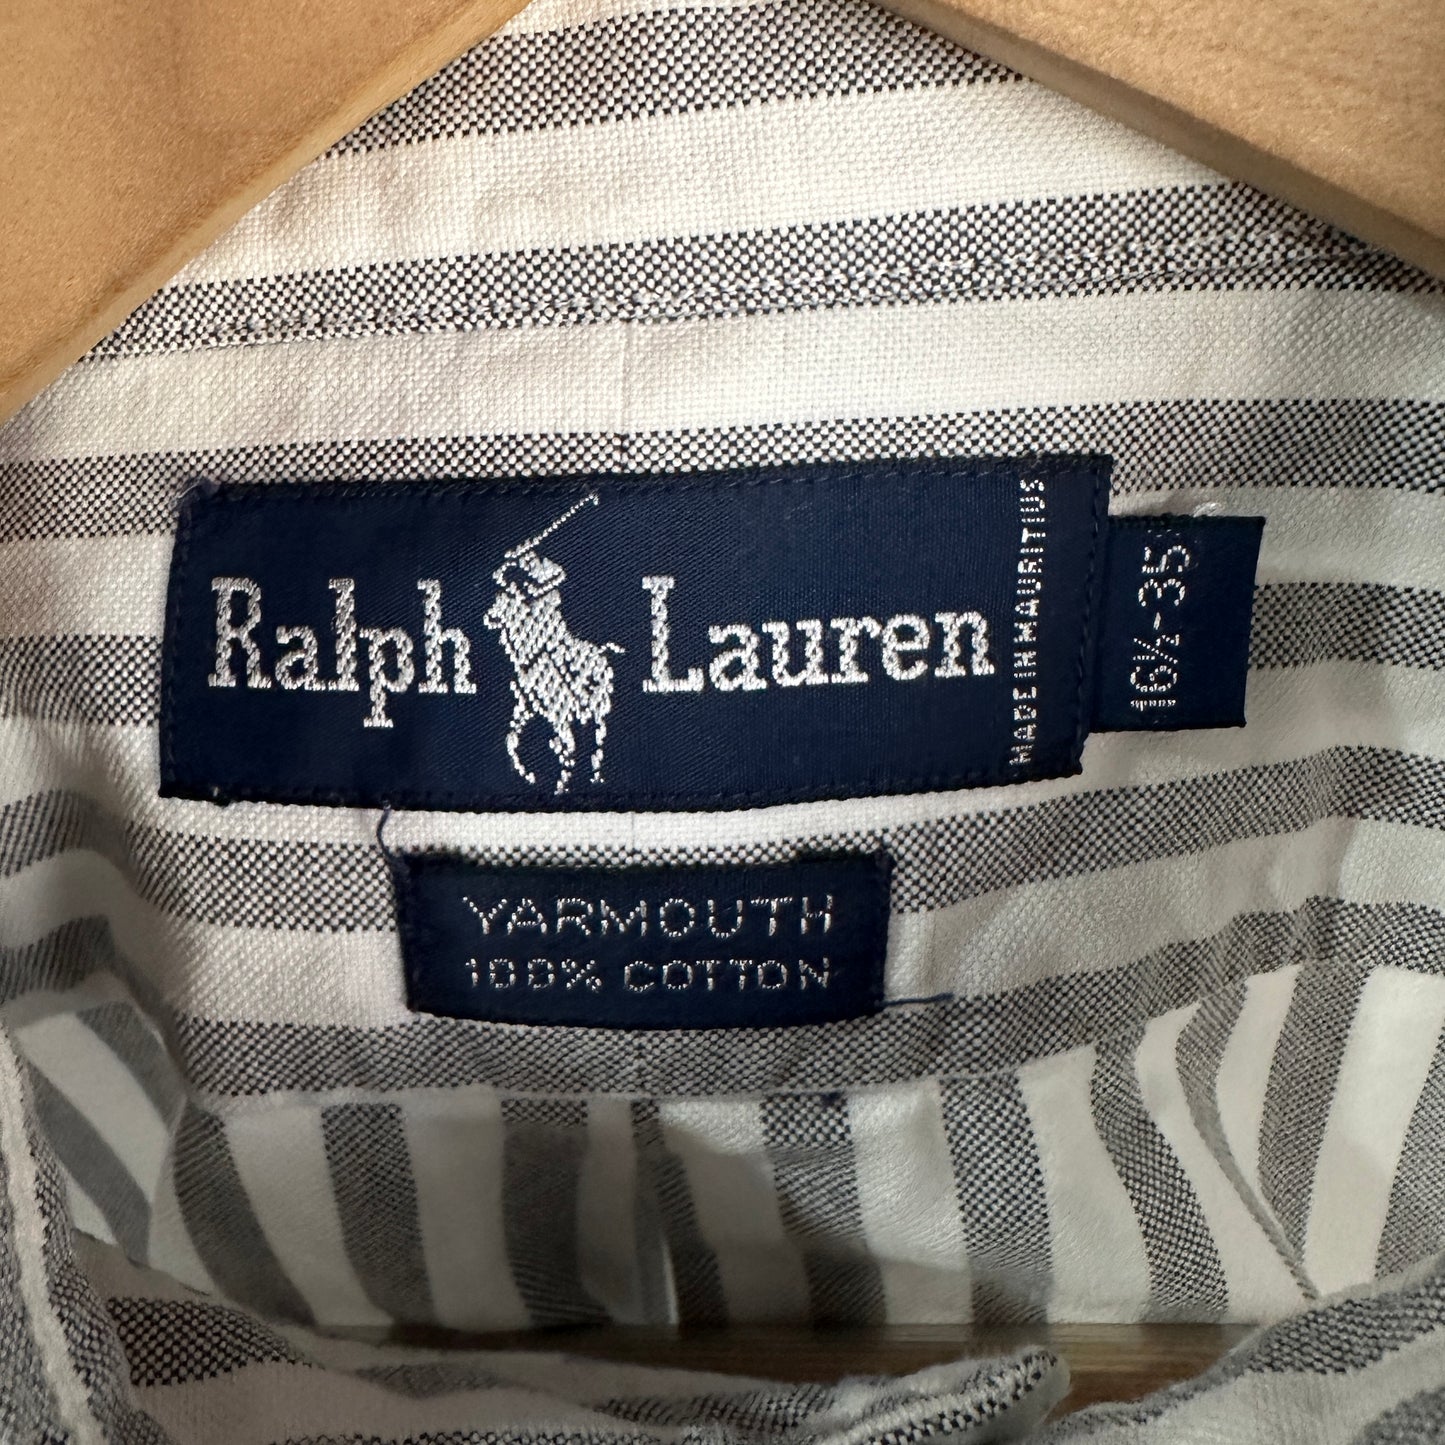 Ralph Lauren
MADE IN MAURITIUS
16½-35
YARMOUTH
100% COTTON